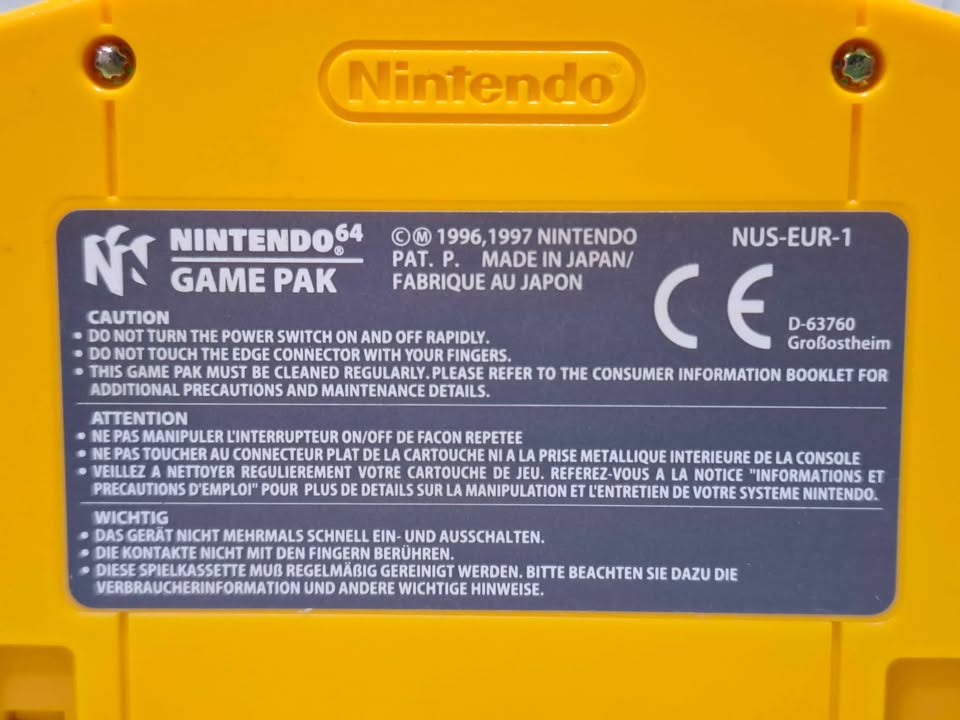 Nintendo®
NINTENDO®64
GAME PAK
©Ⓜ 1996,1997 NINTENDO
PAT. P. MADE IN JAPAN/
FABRIQUE AU JAPON
NUS-EUR-1
CE
D-63760
Großostheim
CAUTION
• DO NOT TURN THE POWER SWITCH ON AND OFF RAPIDLY.
• DO NOT TOUCH THE EDGE CONNECTOR WITH YOUR FINGERS.
• THIS GAME PAK MUST BE CLEANED REGULARLY. PLEASE REFER TO THE CONSUMER INFORMATION BOOKLET FOR
ADDITIONAL PRECAUTIONS AND MAINTENANCE DETAILS.
ATTENTION
• NE PAS MANIPULER L'INTERRUPTEUR ON/OFF DE FACON REPETEE
• NE PAS TOUCHER AU CONNECTEUR PLAT DE LA CARTOUCHE NI A LA PRISE METALLIQUE INTERIEURE DE LA CONSOLE
• VEILLEZ A NETTOYER REGULIEREMENT VOTRE CARTOUCHE DE JEU. REFEREZ-VOUS A LA NOTICE "INFORMATIONS ET
PRECAUTIONS D'EMPLOI" POUR PLUS DE DETAILS SUR LA MANIPULATION ET L'ENTRETIEN DE VOTRE SYSTEME NINTENDO.
WICHTIG
• DAS GERÄT NICHT MEHRMALS SCHNELL EIN- UND AUSSCHALTEN.
• DIE KONTAKTE NICHT MIT DEN FINGERN BERÜHREN.
• DIESE SPIELKASSETTE MUß REGELMÄßIG GEREINIGT WERDEN. BITTE BEACHTEN SIE DAZU DIE
VERBRAUCHERINFORMATION UND ANDERE WICHTIGE HINWEISE.